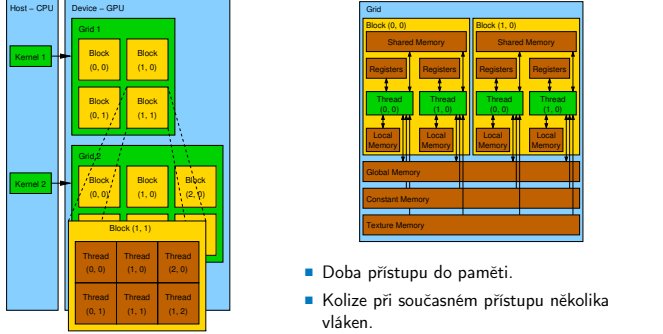 Host – CPU
Device – GPU
Grid 1
Kernel 1
Block
(0, 0)
Block
(1, 0)
Block
(0, 1)
Block
(1, 1)
Grid 2
Kernel 2
Block
(0, 0)
Block
(1, 0)
Block
(2, 0)
Block (1, 1)
Thread
(0, 0)
Thread
(1, 0)
Thread
(2, 0)
Thread
(0, 1)
Thread
(1, 1)
Thread
(1, 2)
Grid
Block (0, 0)
Shared Memory
Registers
Registers
Thread
(0, 0)
Thread
(1, 0)
Local
Memory
Local
Memory
Block (1, 0)
Shared Memory
Registers
Registers
Thread
(0, 0)
Thread
(1, 0)
Local
Memory
Local
Memory
Global Memory
Constant Memory
Texture Memory
Doba přístupu do paměti.
Kolize při současném přístupu několika
vláken.